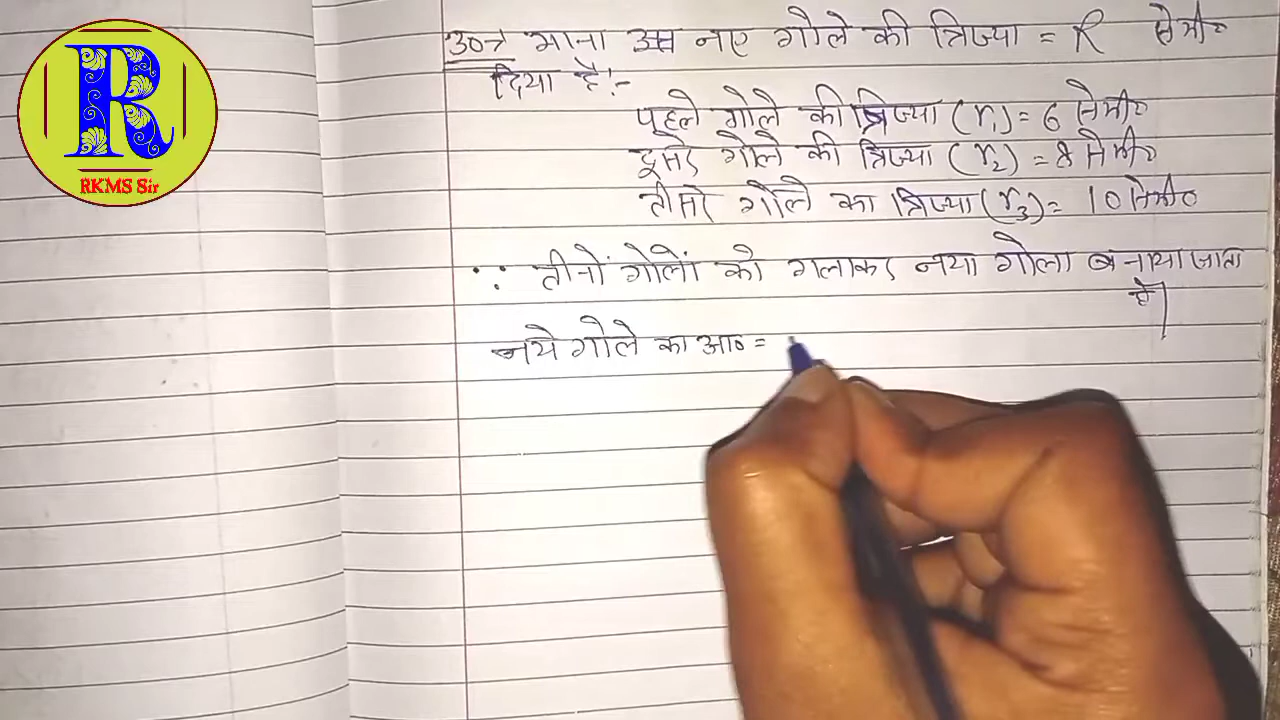 R
RKMS Sir
उ०→ माना उस नए गोले की त्रिज्या = R सेमी०
दिया है!-
पहले गोले की त्रिज्या (r₁) = 6 सेमी०
दूसरे गोले की त्रिज्या (r₂) = 8 सेमी०
तीसरे गोले का त्रिज्या (r₃) = 10 सेमी०
∵ तीनों गोलों को गलाकर नया गोला बनाया जाता
है|
नये गोले का आ० =